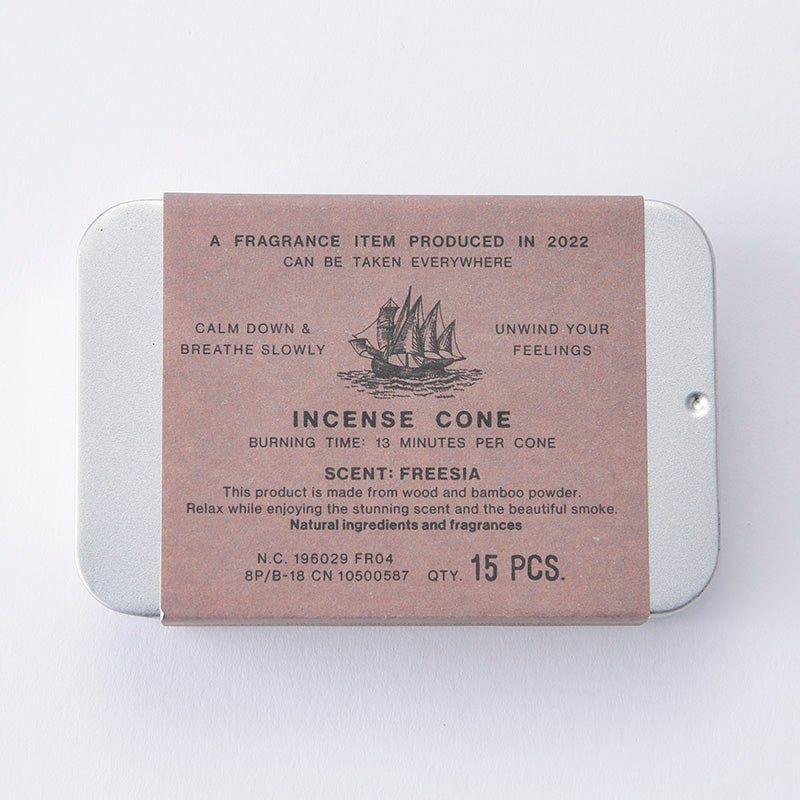 A FRAGRANCE ITEM PRODUCED IN 2022
CAN BE TAKEN EVERYWHERE
CALM DOWN &
BREATHE SLOWLY
UNWIND YOUR
FEELINGS
INCENSE CONE
BURNING TIME: 13 MINUTES PER CONE
SCENT: FREESIA
This product is made from wood and bamboo powder.
Relax while enjoying the stunning scent and the beautiful smoke.
Natural ingredients and fragrances
N.C. 196029 FR04
8P/B-18 CN 10500587 QTY. 15 PCS.